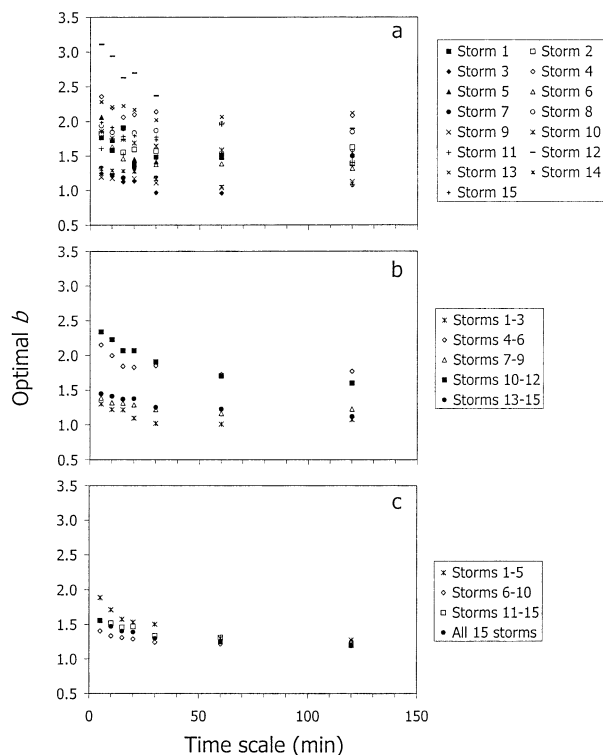 a
3.5
3.0
2.5
2.0
1.5
1.0
0.5
Storm 1 Storm 2
Storm 3 Storm 4
Storm 5 Storm 6
Storm 7 Storm 8
Storm 9 Storm 10
Storm 11 Storm 12
Storm 13 Storm 14
Storm 15
b
3.5
3.0
2.5
2.0
1.5
1.0
0.5
Optimal b
Storms 1-3
Storms 4-6
Storms 7-9
Storms 10-12
Storms 13-15
c
3.5
3.0
2.5
2.0
1.5
1.0
0.5
Storms 1-5
Storms 6-10
Storms 11-15
All 15 storms
0 50 100 150
Time scale (min)